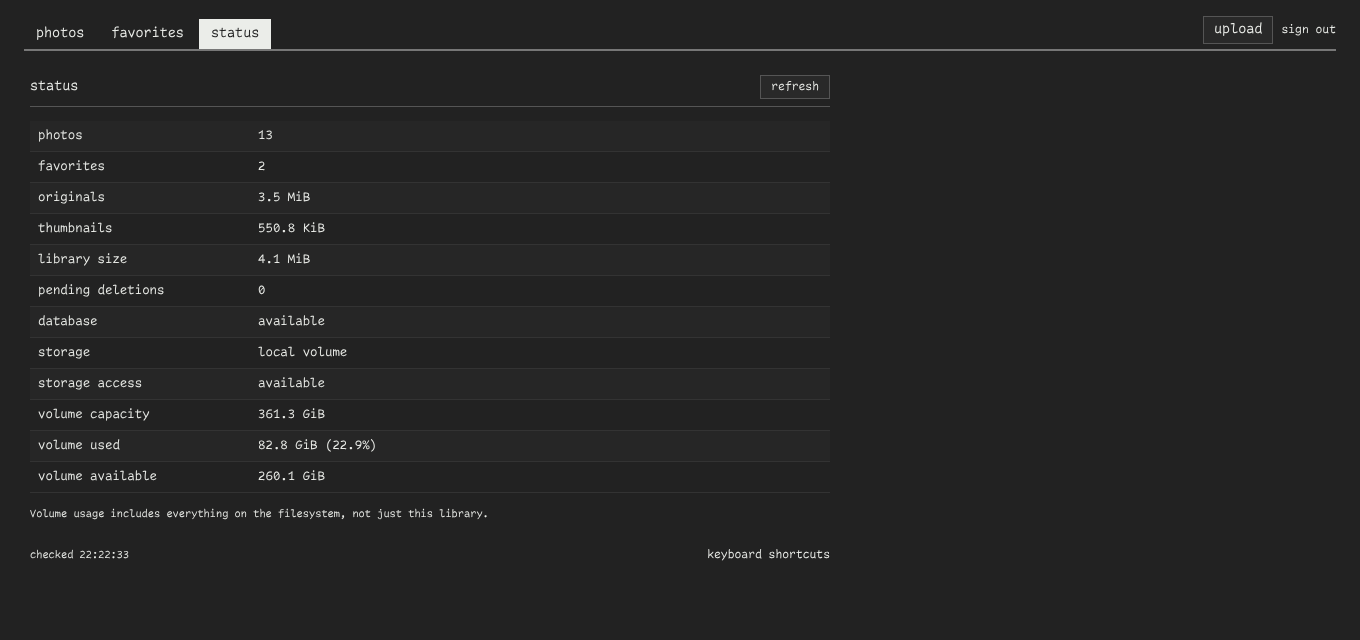 photos favorites status upload sign out
status refresh
photos 13
favorites 2
originals 3.5 MiB
thumbnails 550.8 KiB
library size 4.1 MiB
pending deletions 0
database available
storage local volume
storage access available
volume capacity 361.3 GiB
volume used 82.8 GiB (22.9%)
volume available 260.1 GiB
Volume usage includes everything on the filesystem, not just this library.
checked 22:22:33 keyboard shortcuts